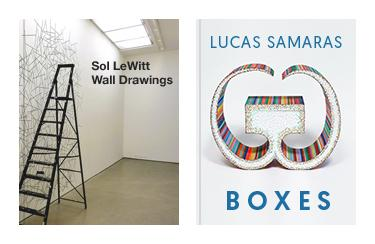 Sol LeWitt
Wall Drawings
LUCAS SAMARAS
BOXES